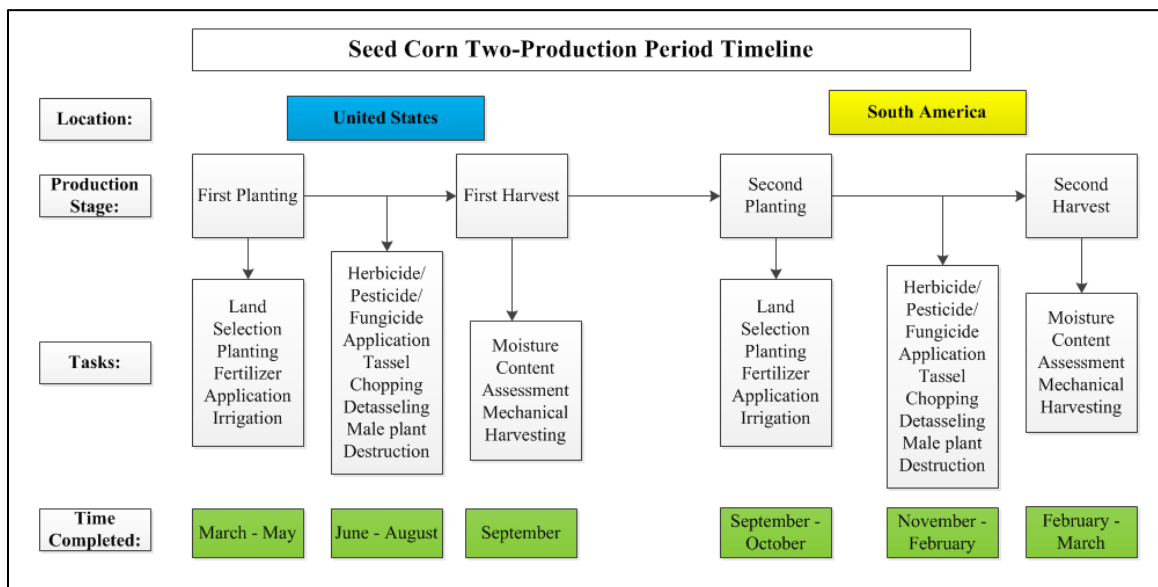 Seed Corn Two-Production Period Timeline
Location:
United States
South America
Production
Stage:
First Planting
First Harvest
Second
Planting
Second
Harvest
Tasks:
Land
Selection
Planting
Fertilizer
Application
Irrigation
Herbicide/
Pesticide/
Fungicide
Application
Tassel
Chopping
Detasseling
Male plant
Destruction
Moisture
Content
Assessment
Mechanical
Harvesting
Land
Selection
Planting
Fertilizer
Application
Irrigation
Herbicide/
Pesticide/
Fungicide
Application
Tassel
Chopping
Detasseling
Male plant
Destruction
Moisture
Content
Assessment
Mechanical
Harvesting
Time
Completed:
March - May
June - August
September
September -
October
November -
February
February -
March